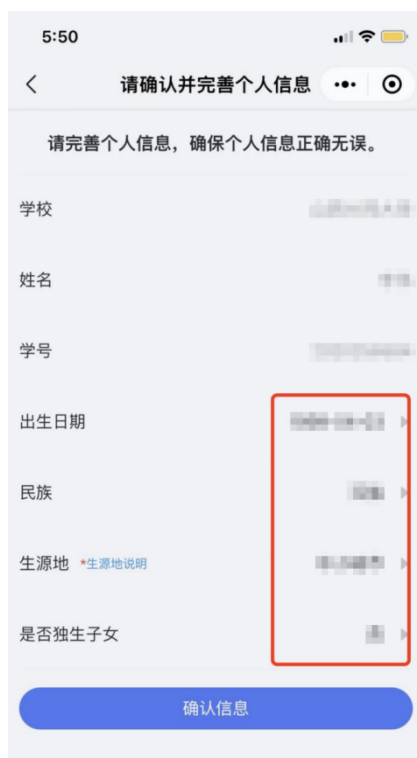 5:50
请确认并完善个人信息
请完善个人信息，确保个人信息正确无误。
学校
姓名
学号
出生日期
民族
生源地 *生源地说明
是否独生子女
确认信息